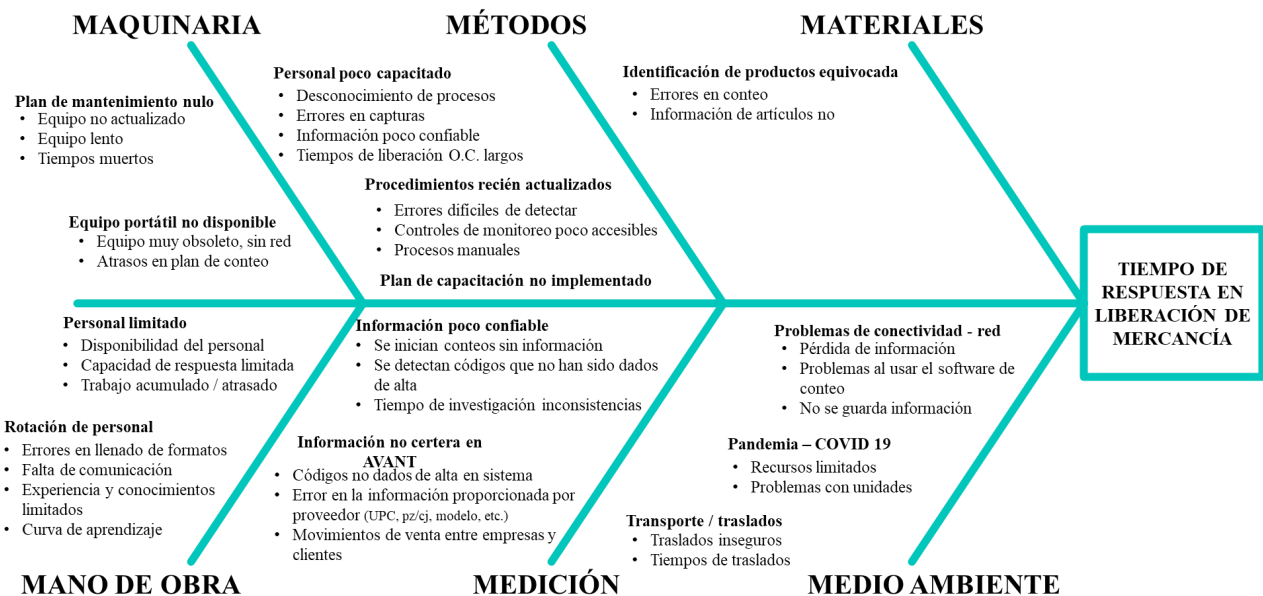 MAQUINARIA
Plan de mantenimiento nulo
• Equipo no actualizado
• Equipo lento
• Tiempos muertos
Equipo portátil no disponible
• Equipo muy obsoleto, sin red
• Atrasos en plan de conteo
MÉTODOS
Personal poco capacitado
• Desconocimiento de procesos
• Errores en capturas
• Información poco confiable
• Tiempos de liberación O.C. largos
Procedimientos recién actualizados
• Errores difíciles de detectar
• Controles de monitoreo poco accesibles
• Procesos manuales
Plan de capacitación no implementado
MATERIALES
Identificación de productos equivocada
• Errores en conteo
• Información de artículos no
TIEMPO DE
RESPUESTA EN
LIBERACIÓN DE
MERCANCÍA
Personal limitado
• Disponibilidad del personal
• Capacidad de respuesta limitada
• Trabajo acumulado / atrasado
Rotación de personal
• Errores en llenado de formatos
• Falta de comunicación
• Experiencia y conocimientos
limitados
• Curva de aprendizaje
MANO DE OBRA
Información poco confiable
• Se inician conteos sin información
• Se detectan códigos que no han sido dados
de alta
• Tiempo de investigación inconsistencias
Información no certera en
AVANT
• Códigos no dados de alta en sistema
• Error en la información proporcionada por
proveedor (UPC, pz/cj, modelo, etc.)
• Movimientos de venta entre empresas y
clientes
MEDICIÓN
Problemas de conectividad - red
• Pérdida de información
• Problemas al usar el software de
conteo
• No se guarda información
Pandemia – COVID 19
• Recursos limitados
• Problemas con unidades
Transporte / traslados
• Traslados inseguros
• Tiempos de traslados
MEDIO AMBIENTE